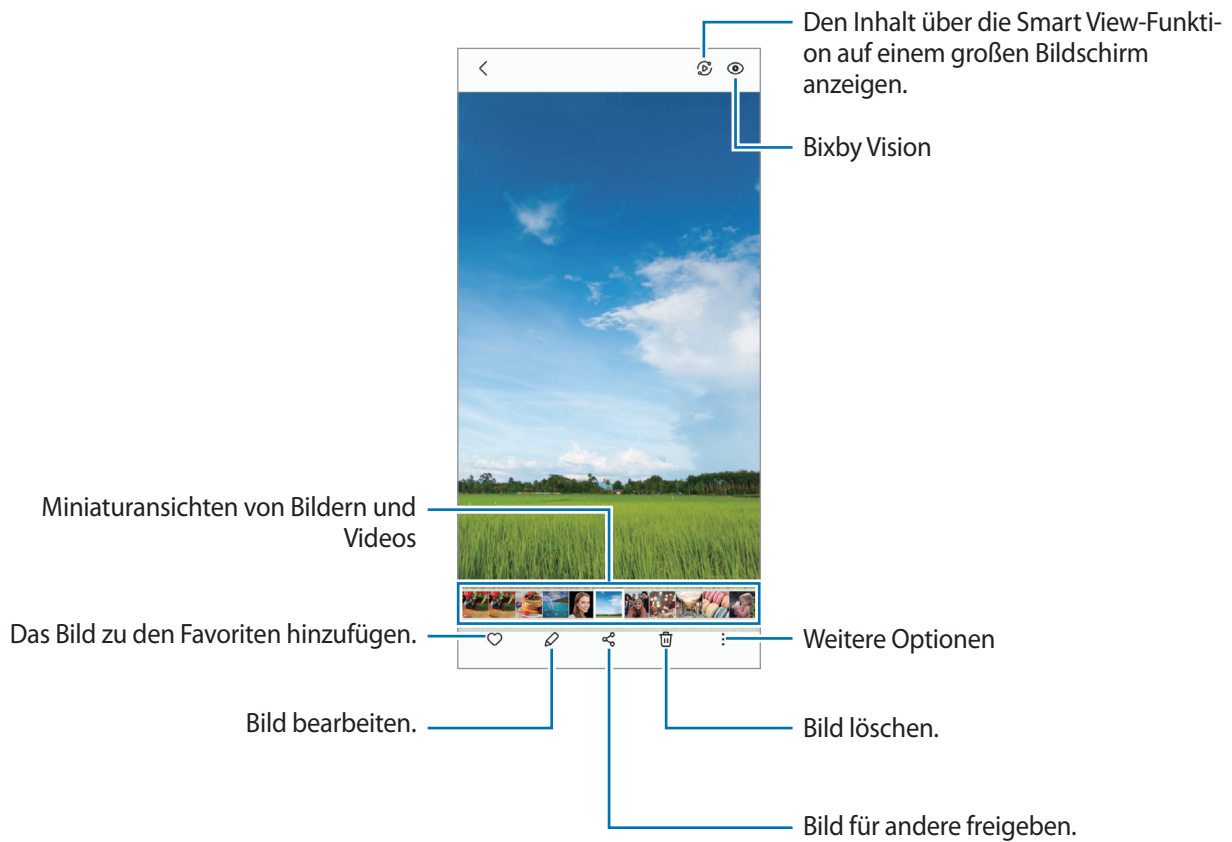 Den Inhalt über die Smart View-Funkti-
on auf einem großen Bildschirm
anzeigen.
Bixby Vision
Miniaturansichten von Bildern und
Videos
Das Bild zu den Favoriten hinzufügen.
Weitere Optionen
Bild bearbeiten.
Bild löschen.
Bild für andere freigeben.